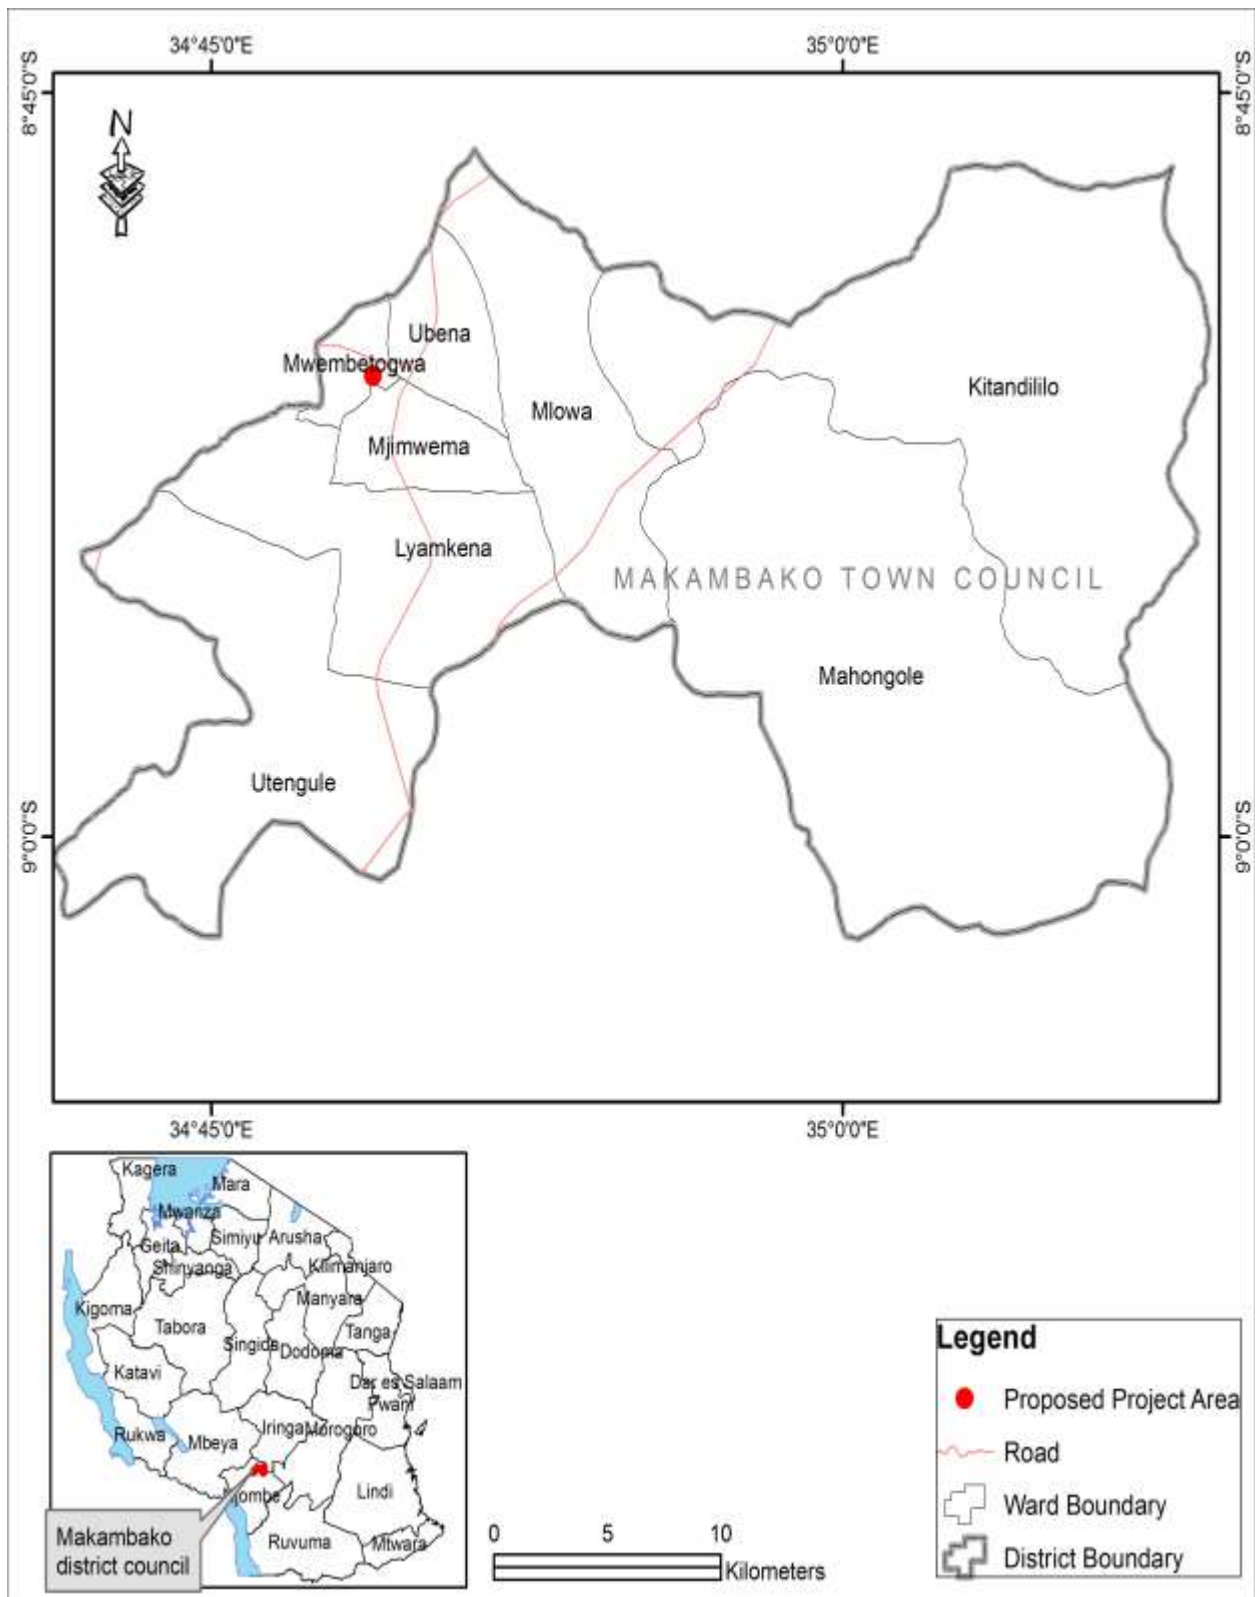 34°45'0"E 35°0'0"E
8°45'0"S 8°45'0"S
N
Ubena
Mwembetogwa
Kitandililo
Mlowa
Mjimwema
Lyamkena
MAKAMBAKO TOWN COUNCIL
Mahongole
Utengule
9°0'0"S 9°0'0"S
34°45'0"E 35°0'0"E
Kagera
Mara
Mwanza
Simiyu
Arusha
Geita
Shinyanga
Kilimanjaro
Manyara
Kigoma
Tabora
Tanga
Singida
Dodoma
Katavi
Dar es Salaam
Pwani
Iringa
Morogoro
Rukwa
Mbeya
Njombe
Lindi
Ruvuma
Mtwara
Makambako
district council
0 5 10
Kilometers
Legend
Proposed Project Area
Road
Ward Boundary
District Boundary